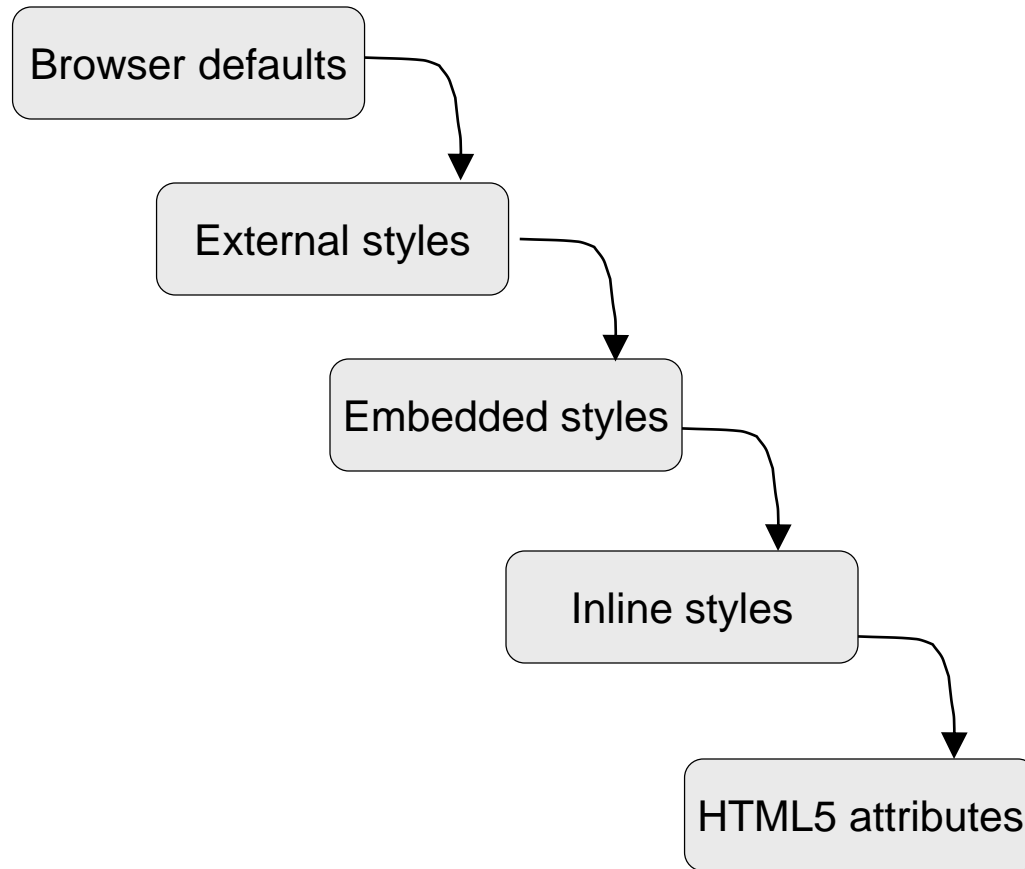 Browser defaults
External styles
Embedded styles
Inline styles
HTML5 attributes